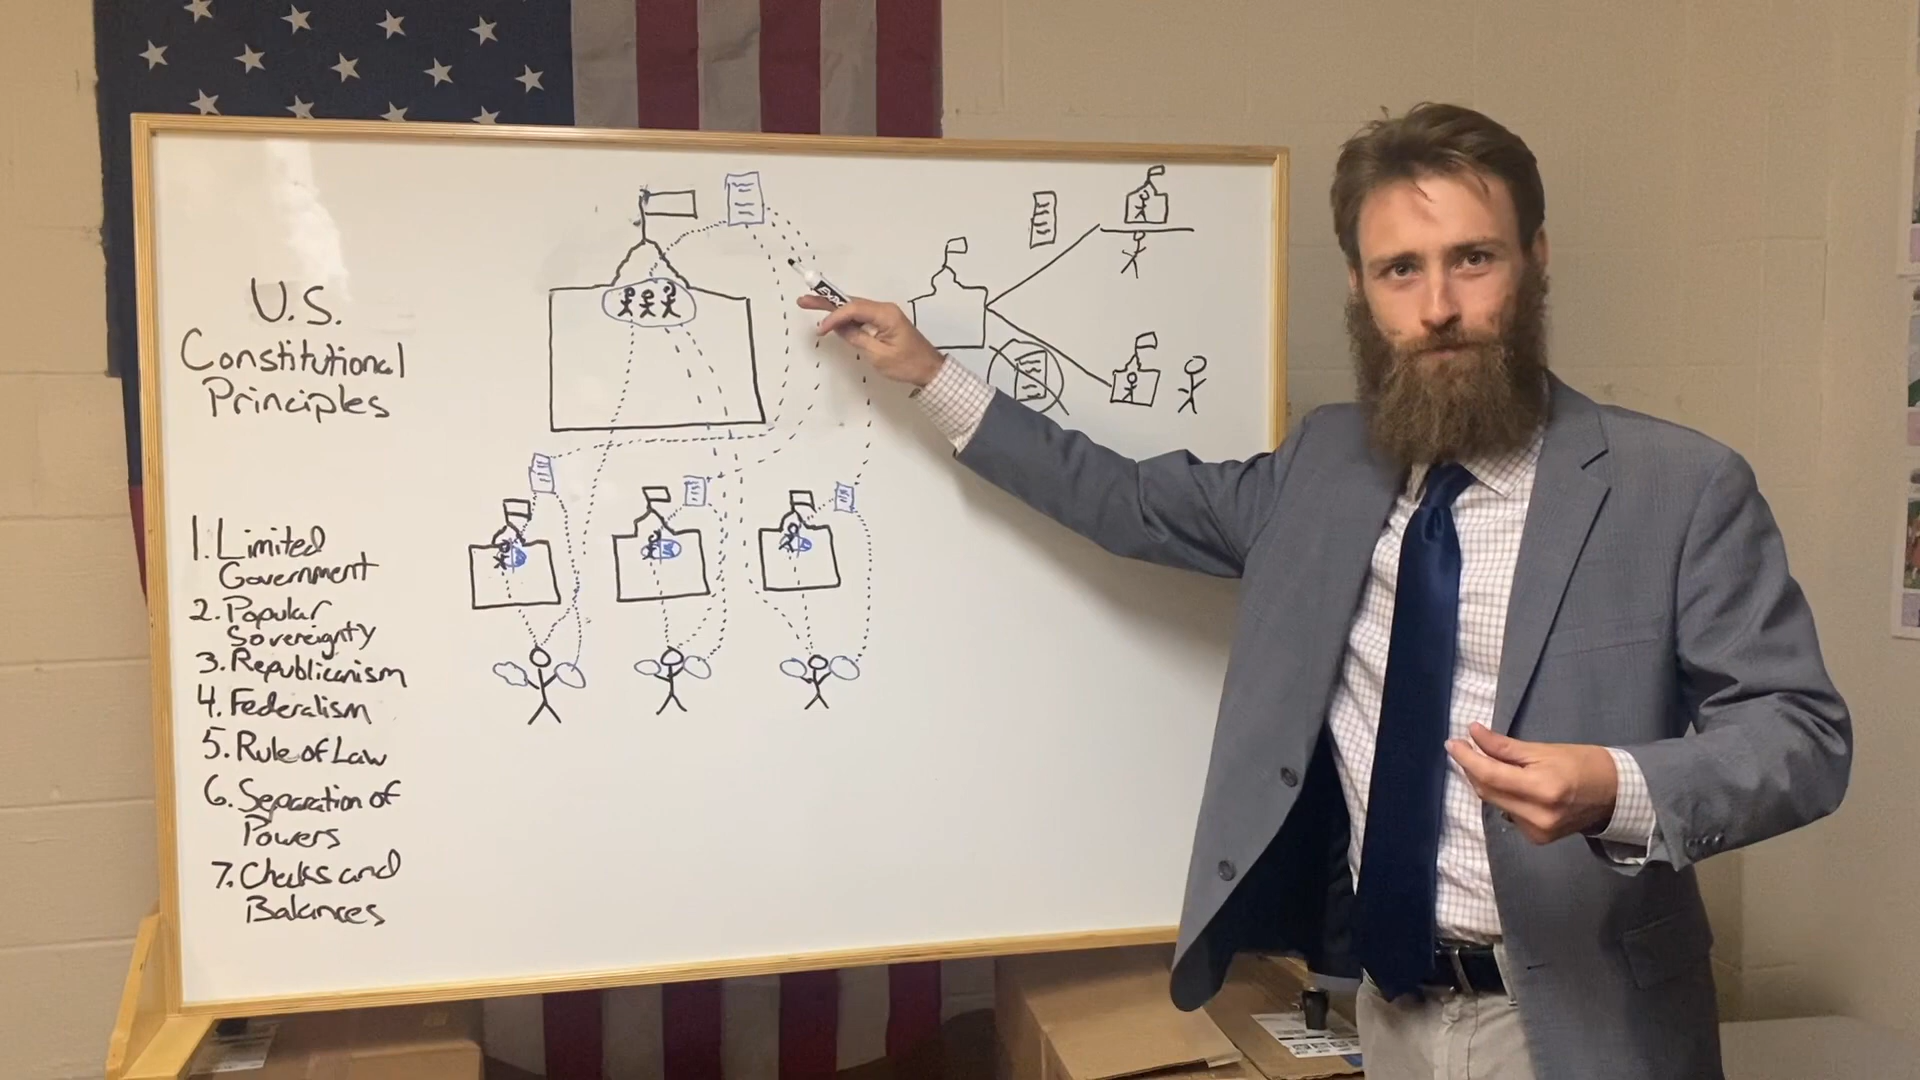 U.S.
Constitutional
Principles
1. Limited
Government
2. Popular
Sovereignty
3. Republicanism
4. Federalism
5. Rule of Law
6. Separation of
Powers
7. Checks and
Balances